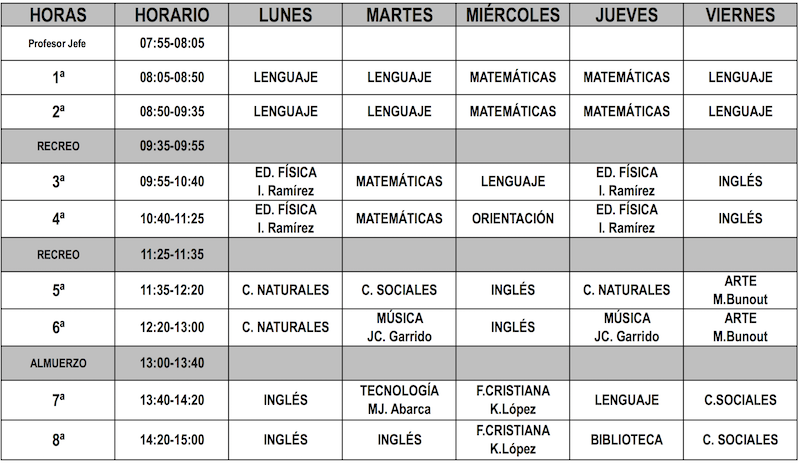 HORAS HORARIO LUNES MARTES MIÉRCOLES JUEVES VIERNES
Profesor Jefe 07:55-08:05
1ª 08:05-08:50 LENGUAJE LENGUAJE MATEMÁTICAS MATEMÁTICAS LENGUAJE
2ª 08:50-09:35 LENGUAJE LENGUAJE MATEMÁTICAS MATEMÁTICAS LENGUAJE
RECREO 09:35-09:55
3ª 09:55-10:40 ED. FÍSICA I. Ramírez MATEMÁTICAS LENGUAJE ED. FÍSICA I. Ramírez INGLÉS
4ª 10:40-11:25 ED. FÍSICA I. Ramírez MATEMÁTICAS ORIENTACIÓN ED. FÍSICA I. Ramírez INGLÉS
RECREO 11:25-11:35
5ª 11:35-12:20 C. NATURALES C. SOCIALES INGLÉS C. NATURALES ARTE M.Bunout
6ª 12:20-13:00 C. NATURALES MÚSICA JC. Garrido INGLÉS MÚSICA JC. Garrido ARTE M.Bunout
ALMUERZO 13:00-13:40
7ª 13:40-14:20 INGLÉS TECNOLOGÍA MJ. Abarca F.CRISTIANA K.López LENGUAJE C.SOCIALES
8ª 14:20-15:00 INGLÉS INGLÉS F.CRISTIANA K.López BIBLIOTECA C. SOCIALES